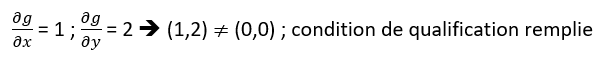 ∂g/∂x = 1 ; ∂g/∂y = 2 ➔ (1,2) ≠ (0,0) ; condition de qualification remplie